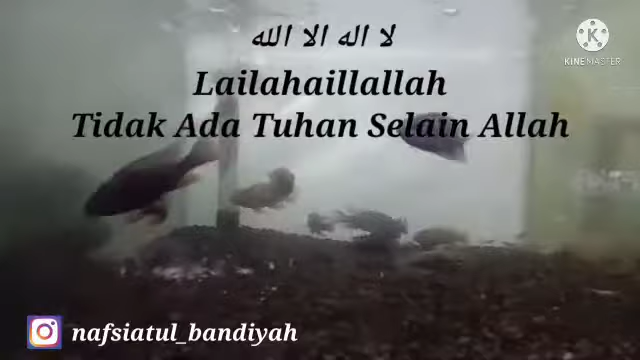 لا اله الا الله
Lailahaillallah
Tidak Ada Tuhan Selain Allah
KINEMASTER
nafsiatul_bandiyah